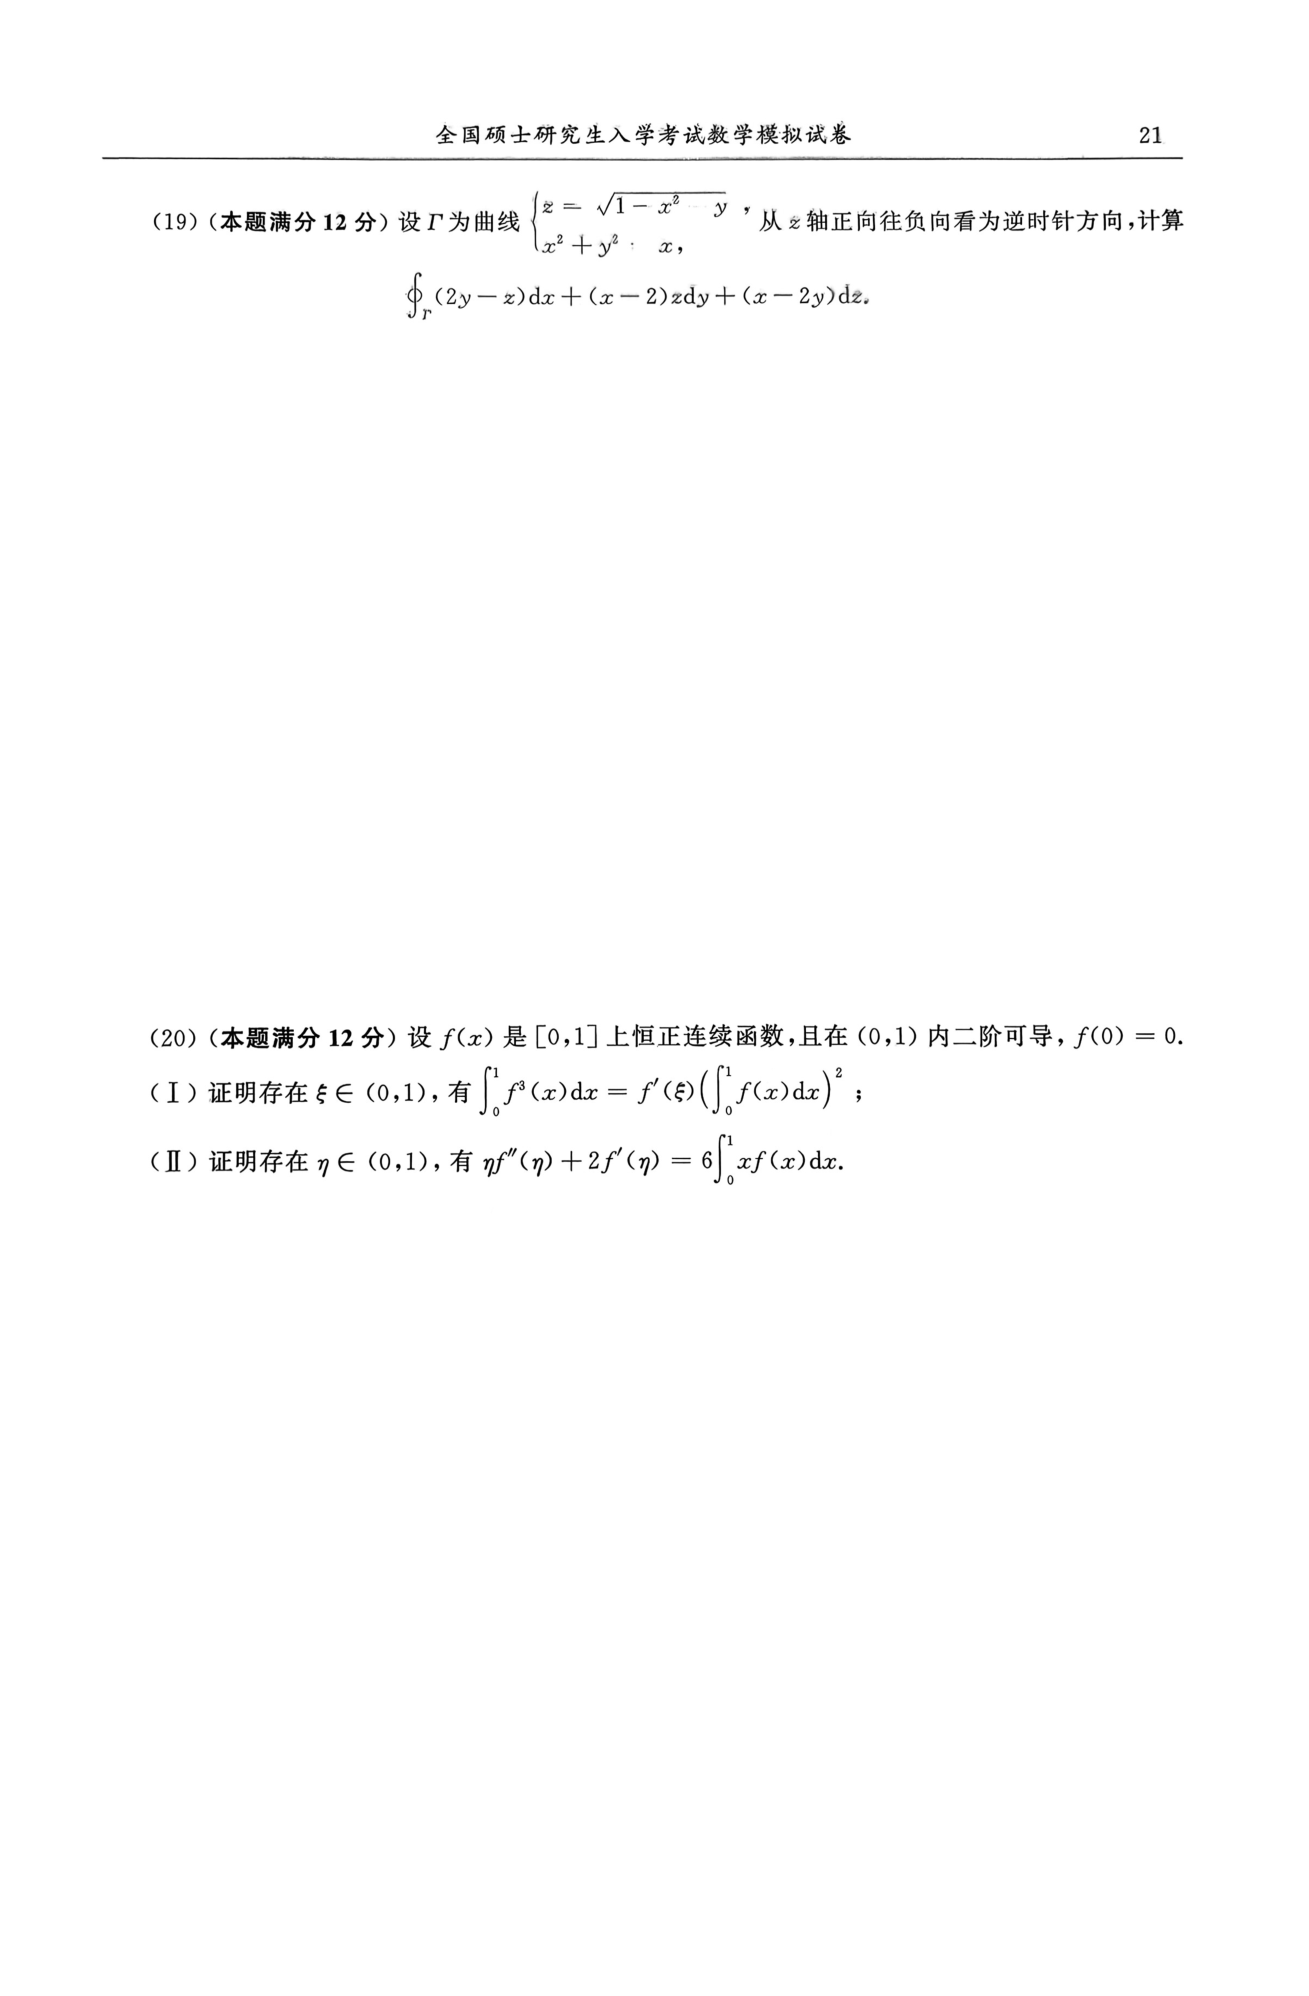 全国硕士研究生入学考试数学模拟试卷 21
(19)(本题满分 12 分)设 Γ 为曲线 { z = √(1 − x² y , x² + y² x, 从 z 轴正向往负向看为逆时针方向,计算
∮_Γ (2y − z)dx + (x − 2)zdy + (x − 2y)dz.
(20)(本题满分 12 分)设 f(x) 是 [0,1] 上恒正连续函数,且在 (0,1) 内二阶可导, f(0) = 0.
(Ⅰ) 证明存在 ξ ∈ (0,1), 有 ∫₀¹ f³(x)dx = f′(ξ)(∫₀¹ f(x)dx)² ;
(Ⅱ) 证明存在 η ∈ (0,1), 有 ηf″(η) + 2f′(η) = 6∫₀¹ xf(x)dx.